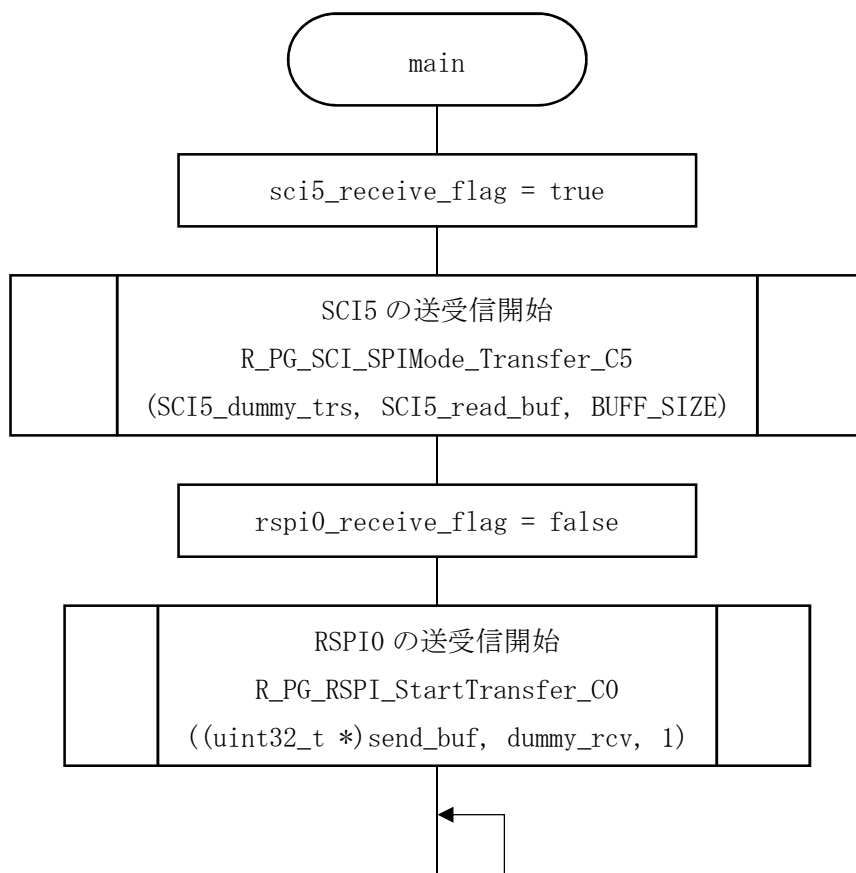 main
sci5_receive_flag = true
SCI5 の送受信開始
R_PG_SCI_SPIMode_Transfer_C5
(SCI5_dummy_trs, SCI5_read_buf, BUFF_SIZE)
rspi0_receive_flag = false
RSPI0 の送受信開始
R_PG_RSPI_StartTransfer_C0
((uint32_t *)send_buf, dummy_rcv, 1)